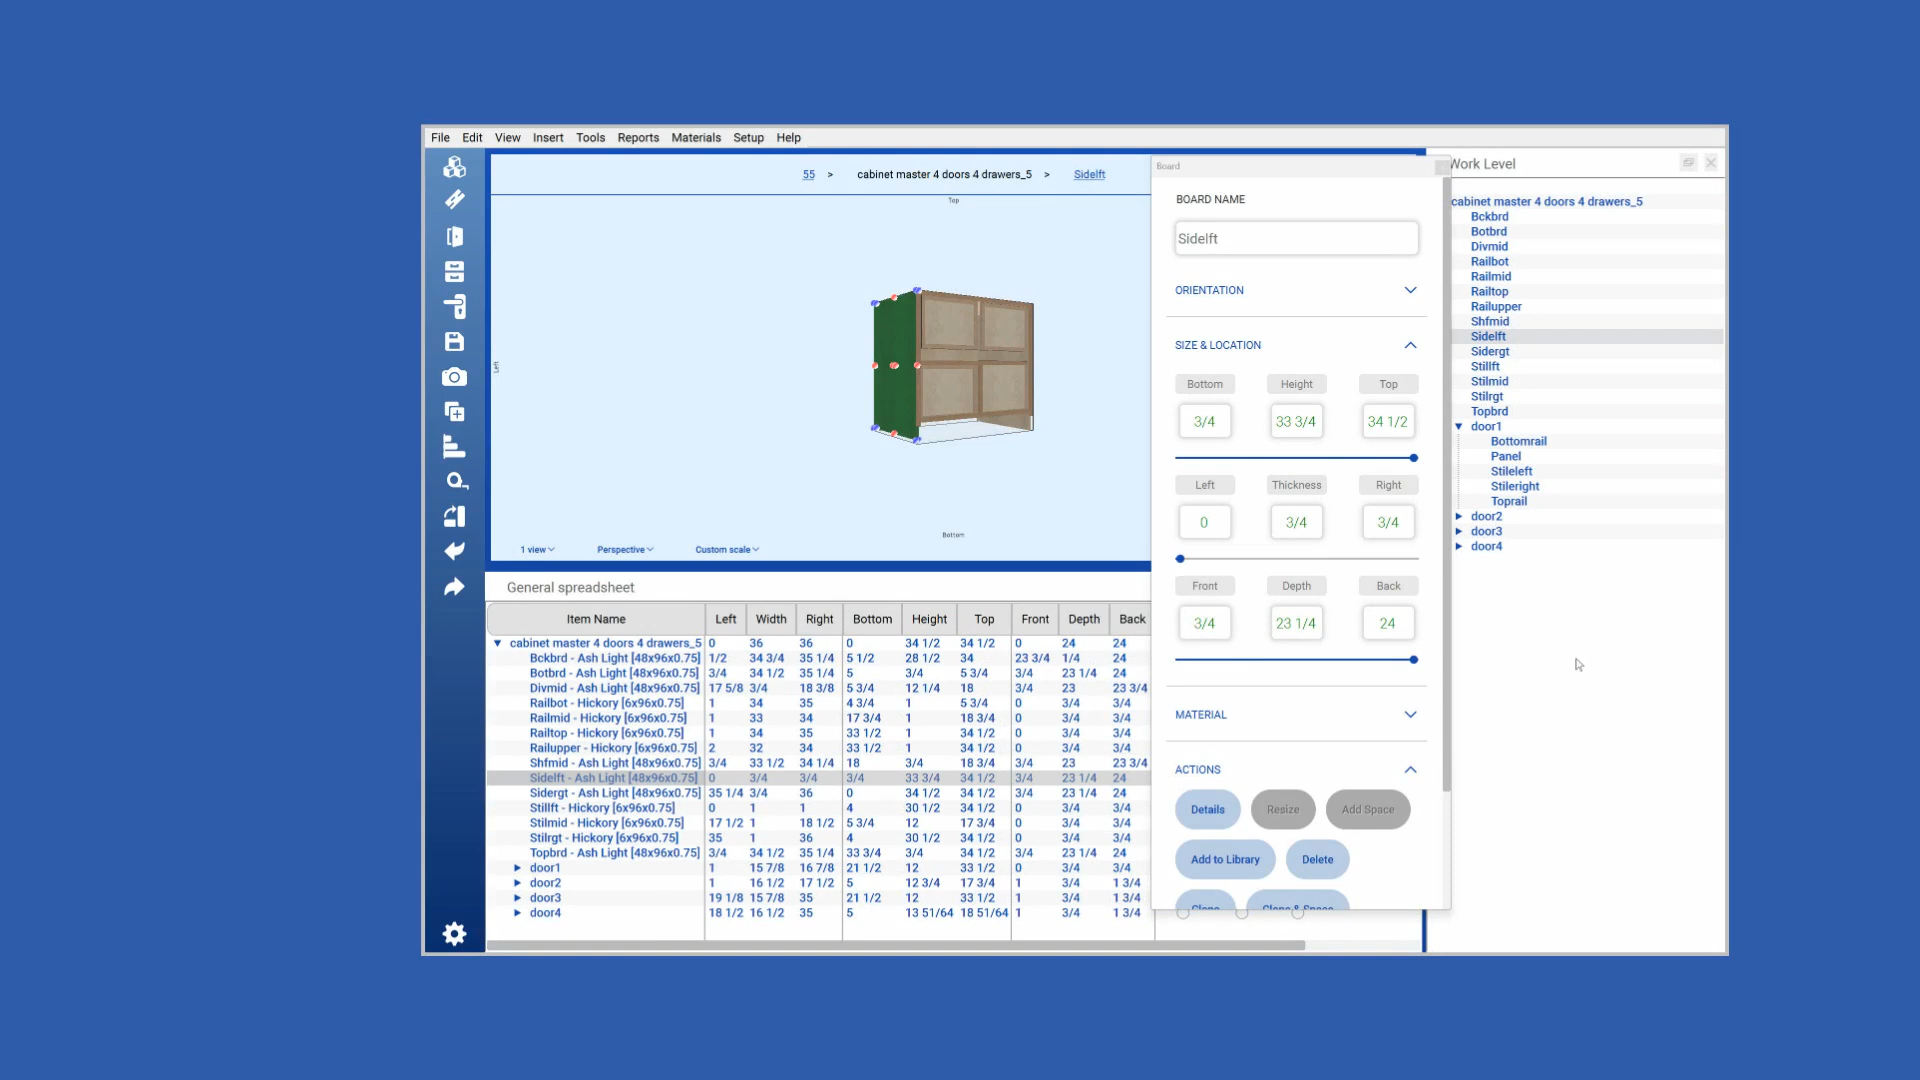 File Edit View Insert Tools Reports Materials Setup Help
55 > cabinet master 4 doors 4 drawers_5 > Sidelft
Top
Left
Bottom
1 view Perspective Custom scale
General spreadsheet
Item Name Left Width Right Bottom Height Top Front Depth Back
cabinet master 4 doors 4 drawers_5 0 36 36 0 34 1/2 34 1/2 0 24 24
Bckbrd - Ash Light [48x96x0.75] 1/2 34 3/4 35 1/4 5 1/2 28 1/2 34 23 3/4 1/4 24
Botbrd - Ash Light [48x96x0.75] 3/4 34 1/2 35 1/4 5 3/4 5 3/4 3/4 23 1/4 24
Divmid - Ash Light [48x96x0.75] 17 5/8 3/4 18 3/8 5 3/4 12 1/4 18 3/4 23 23 3/4
Railbot - Hickory [6x96x0.75] 1 34 35 4 3/4 1 5 3/4 0 3/4 3/4
Railmid - Hickory [6x96x0.75] 1 33 34 17 3/4 1 18 3/4 0 3/4 3/4
Railtop - Hickory [6x96x0.75] 1 34 35 33 1/2 1 34 1/2 0 3/4 3/4
Railupper - Hickory [6x96x0.75] 2 32 34 33 1/2 1 34 1/2 0 3/4 3/4
Shfmid - Ash Light [48x96x0.75] 3/4 33 1/2 34 1/4 18 3/4 18 3/4 3/4 23 23 3/4
Sidelft - Ash Light [48x96x0.75] 0 3/4 3/4 3/4 33 3/4 34 1/2 3/4 23 1/4 24
Sidergt - Ash Light [48x96x0.75] 35 1/4 3/4 36 0 34 1/2 34 1/2 3/4 23 1/4 24
Stillft - Hickory [6x96x0.75] 0 1 1 4 30 1/2 34 1/2 0 3/4 3/4
Stilmid - Hickory [6x96x0.75] 17 1/2 1 18 1/2 5 3/4 12 17 3/4 0 3/4 3/4
Stilrgt - Hickory [6x96x0.75] 35 1 36 4 30 1/2 34 1/2 0 3/4 3/4
Topbrd - Ash Light [48x96x0.75] 3/4 34 1/2 35 1/4 33 3/4 3/4 34 1/2 3/4 23 1/4 24
door1 1 15 7/8 16 7/8 21 1/2 12 33 1/2 0 3/4 3/4
door2 1 16 1/2 17 1/2 5 12 3/4 17 3/4 1 3/4 1 3/4
door3 19 1/8 15 7/8 35 21 1/2 12 33 1/2 1 3/4 1 3/4
door4 18 1/2 16 1/2 35 5 13 51/64 18 51/64 1 3/4 1 3/4
Board
BOARD NAME
Sidelft
ORIENTATION
SIZE & LOCATION
Bottom Height Top
3/4 33 3/4 34 1/2
Left Thickness Right
0 3/4 3/4
Front Depth Back
3/4 23 1/4 24
MATERIAL
ACTIONS
Details Resize Add Space
Add to Library Delete
Clone Clone & Space
Work Level
cabinet master 4 doors 4 drawers_5
Bckbrd
Botbrd
Divmid
Railbot
Railmid
Railtop
Railupper
Shfmid
Sidelft
Sidergt
Stillft
Stilmid
Stilrgt
Topbrd
door1
Bottomrail
Panel
Stileleft
Stileright
Toprail
door2
door3
door4